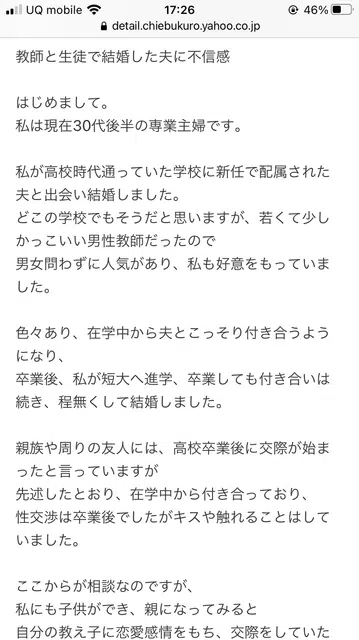 UQ mobile 17:26 46%
detail.chiebukuro.yahoo.co.jp
教師と生徒で結婚した夫に不信感
はじめまして。
私は現在30代後半の専業主婦です。
私が高校時代通っていた学校に新任で配属された
夫と出会い結婚しました。
どこの学校でもそうだと思いますが、若くて少し
かっこいい男性教師だったので
男女問わずに人気があり、私も好意をもっていま
した。
色々あり、在学中から夫とこっそり付き合うよう
になり、
卒業後、私が短大へ進学、卒業しても付き合いは
続き、程無くして結婚しました。
親族や周りの友人には、高校卒業後に交際が始ま
ったと言っていますが
先述したとおり、在学中から付き合っており、
性交渉は卒業後でしたがキスや触れることはして
いました。
ここからが相談なのですが、
私にも子供ができ、親になってみると
自分の教え子に恋愛感情をもち、交際をしていた